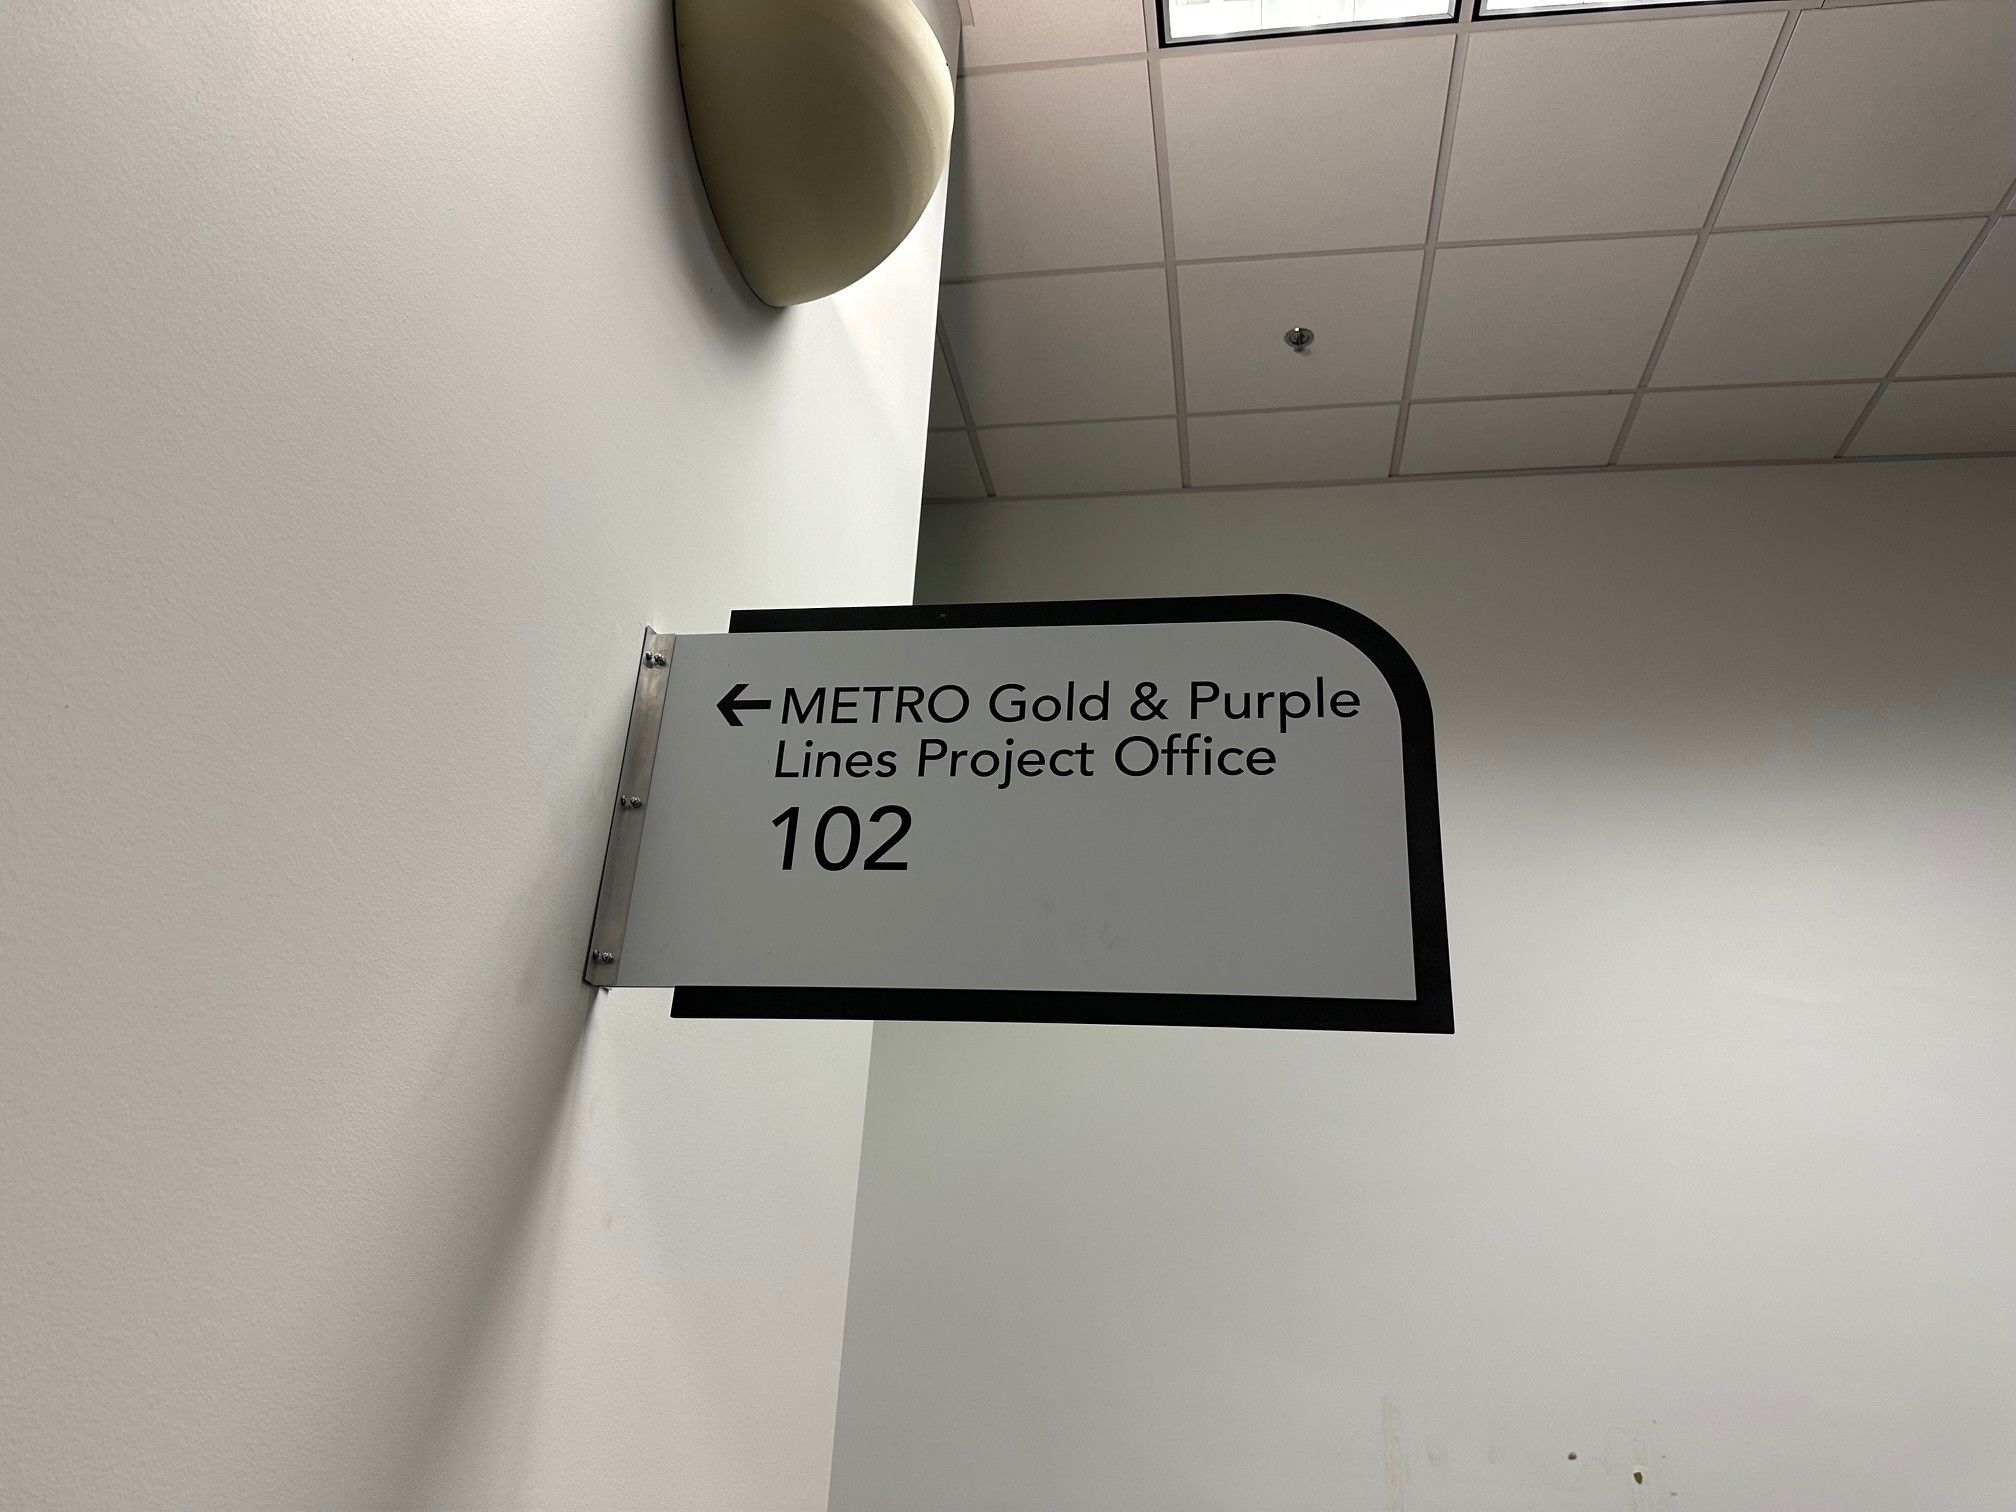 ←METRO Gold & Purple
Lines Project Office
102